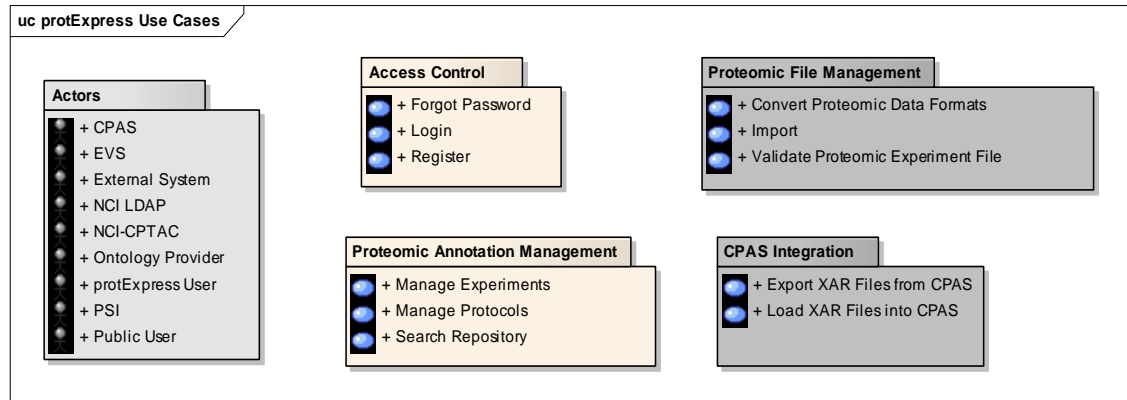 uc protExpress Use Cases
Actors
+ CPAS
+ EVS
+ External System
+ NCI LDAP
+ NCI-CPTAC
+ Ontology Provider
+ protExpress User
+ PSI
+ Public User
Access Control
+ Forgot Password
+ Login
+ Register
Proteomic File Management
+ Convert Proteomic Data Formats
+ Import
+ Validate Proteomic Experiment File
Proteomic Annotation Management
+ Manage Experiments
+ Manage Protocols
+ Search Repository
CPAS Integration
+ Export XAR Files from CPAS
+ Load XAR Files into CPAS